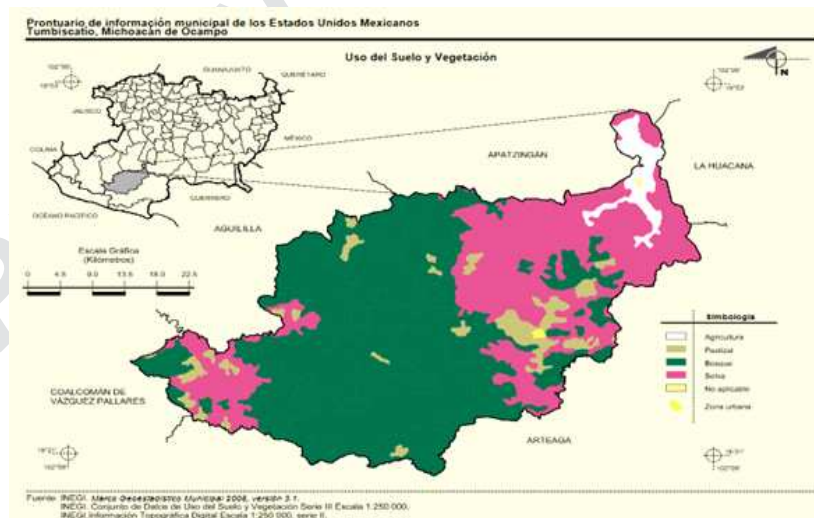 Prontuario de información municipal de los Estados Unidos Mexicanos
Tumbiscatío, Michoacán de Ocampo
Uso del Suelo y Vegetación
GUANAJUATO
QUERÉTARO
JALISCO
MÉXICO
COLIMA
GUERRERO
OCÉANO PACÍFICO
N
APATZINGÁN
LA HUACANA
AGUILILLA
Escala Gráfica
(Kilómetros)
0 4.5 9.0 13.5 18.0 22.5
Simbología
Agricultura
Pastizal
Bosque
Selva
No aplicable
Zona urbana
COALCOMÁN DE
VÁZQUEZ PALLARES
ARTEAGA
Fuente: INEGI. Marco Geoestadístico Municipal 2005, versión 3.1.
INEGI. Conjunto de Datos de Uso del Suelo y Vegetación Serie III Escala 1:250 000.
INEGI Información Topográfica Digital Escala 1:250 000, serie II.